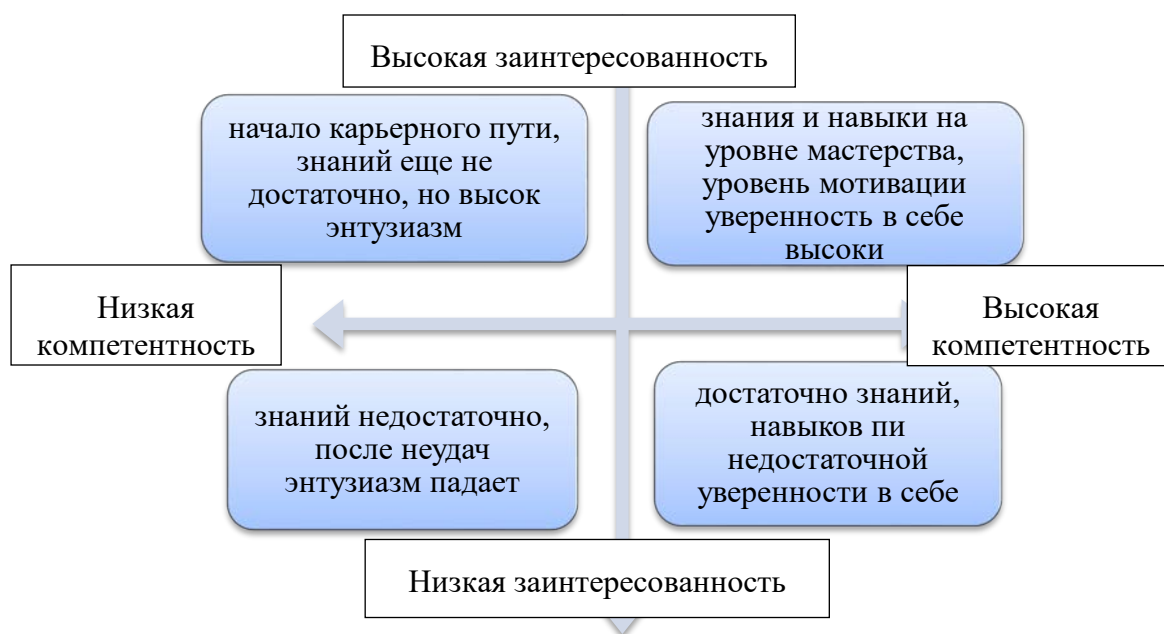 Высокая заинтересованность
начало карьерного пути,
знаний еще не
достаточно, но высок
энтузиазм
знания и навыки на
уровне мастерства,
уровень мотивации
уверенность в себе
высоки
Низкая
компетентность
Высокая
компетентность
знаний недостаточно,
после неудач
энтузиазм падает
достаточно знаний,
навыков пи
недостаточной
уверенности в себе
Низкая заинтересованность